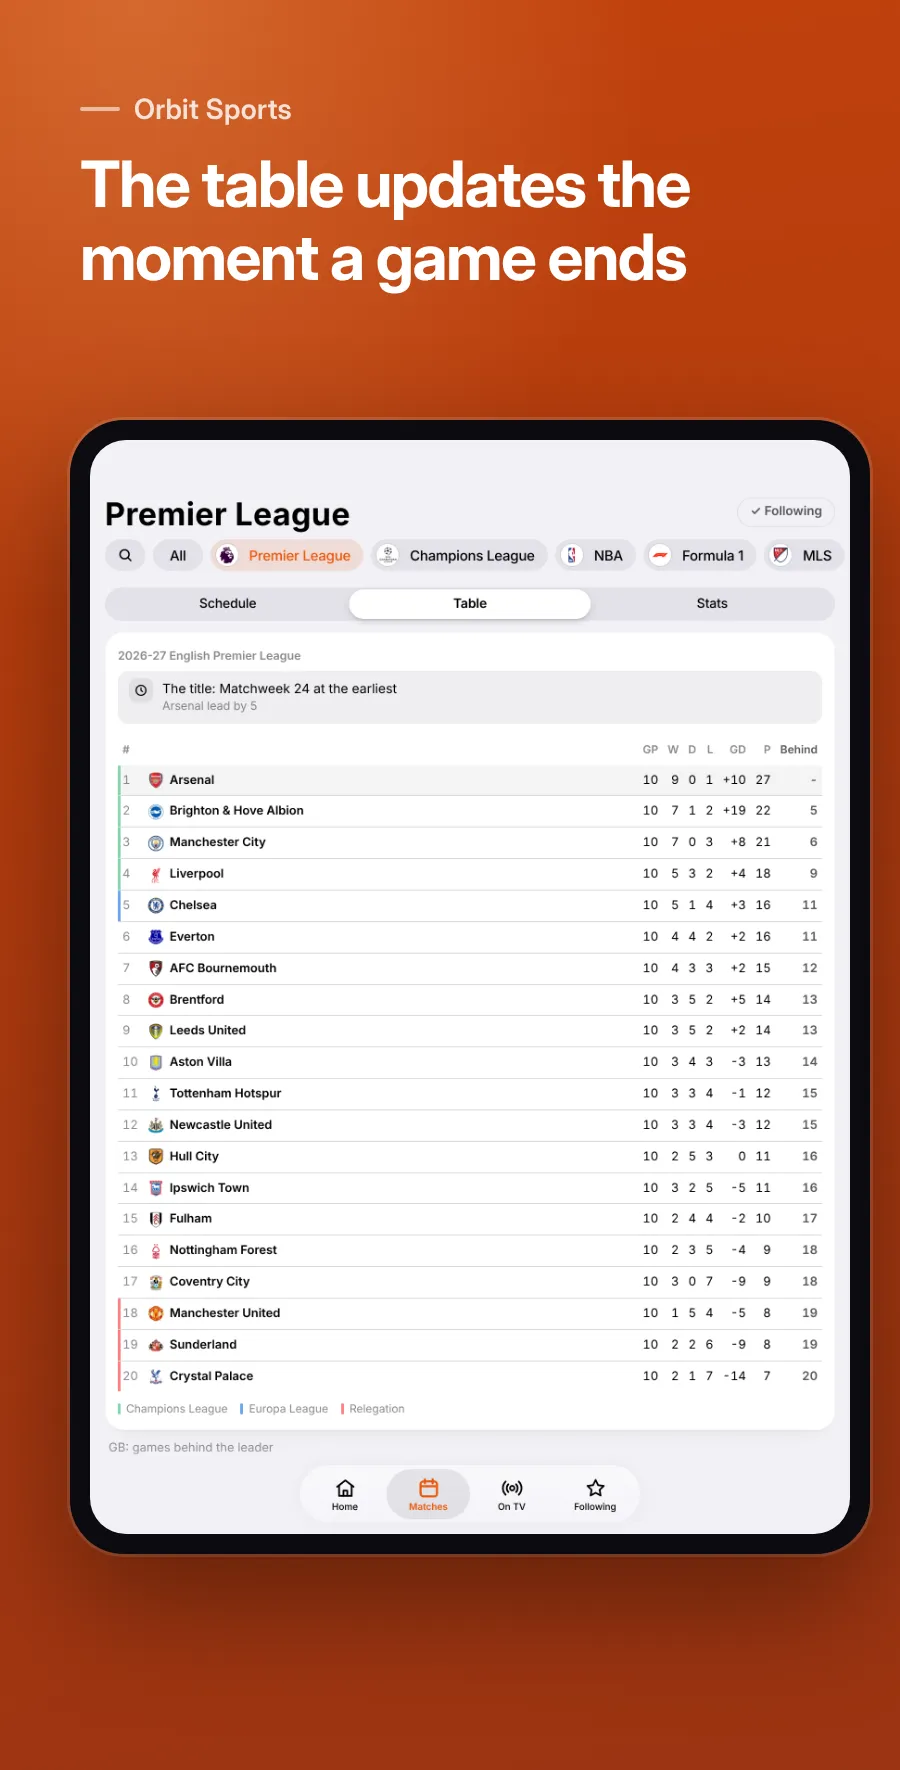 Orbit Sports
The table updates the
moment a game ends
Premier League
Following
All Premier League Champions League NBA Formula 1 MLS
Schedule Table Stats
2026-27 English Premier League
The title: Matchweek 24 at the earliest
Arsenal lead by 5
# GP W D L GD P Behind
1 Arsenal 10 9 0 1 +10 27 -
2 Brighton & Hove Albion 10 7 1 2 +19 22 5
3 Manchester City 10 7 0 3 +8 21 6
4 Liverpool 10 5 3 2 +4 18 9
5 Chelsea 10 5 1 4 +3 16 11
6 Everton 10 4 4 2 +2 16 11
7 AFC Bournemouth 10 4 3 3 +2 15 12
8 Brentford 10 3 5 2 +5 14 13
9 Leeds United 10 3 5 2 +2 14 13
10 Aston Villa 10 3 4 3 -3 13 14
11 Tottenham Hotspur 10 3 3 4 -1 12 15
12 Newcastle United 10 3 3 4 -3 12 15
13 Hull City 10 2 5 3 0 11 16
14 Ipswich Town 10 3 2 5 -5 11 16
15 Fulham 10 2 4 4 -2 10 17
16 Nottingham Forest 10 2 3 5 -4 9 18
17 Coventry City 10 3 0 7 -9 9 18
18 Manchester United 10 1 5 4 -5 8 19
19 Sunderland 10 2 2 6 -9 8 19
20 Crystal Palace 10 2 1 7 -14 7 20
Champions League Europa League Relegation
GB: games behind the leader
Home Matches On TV Following